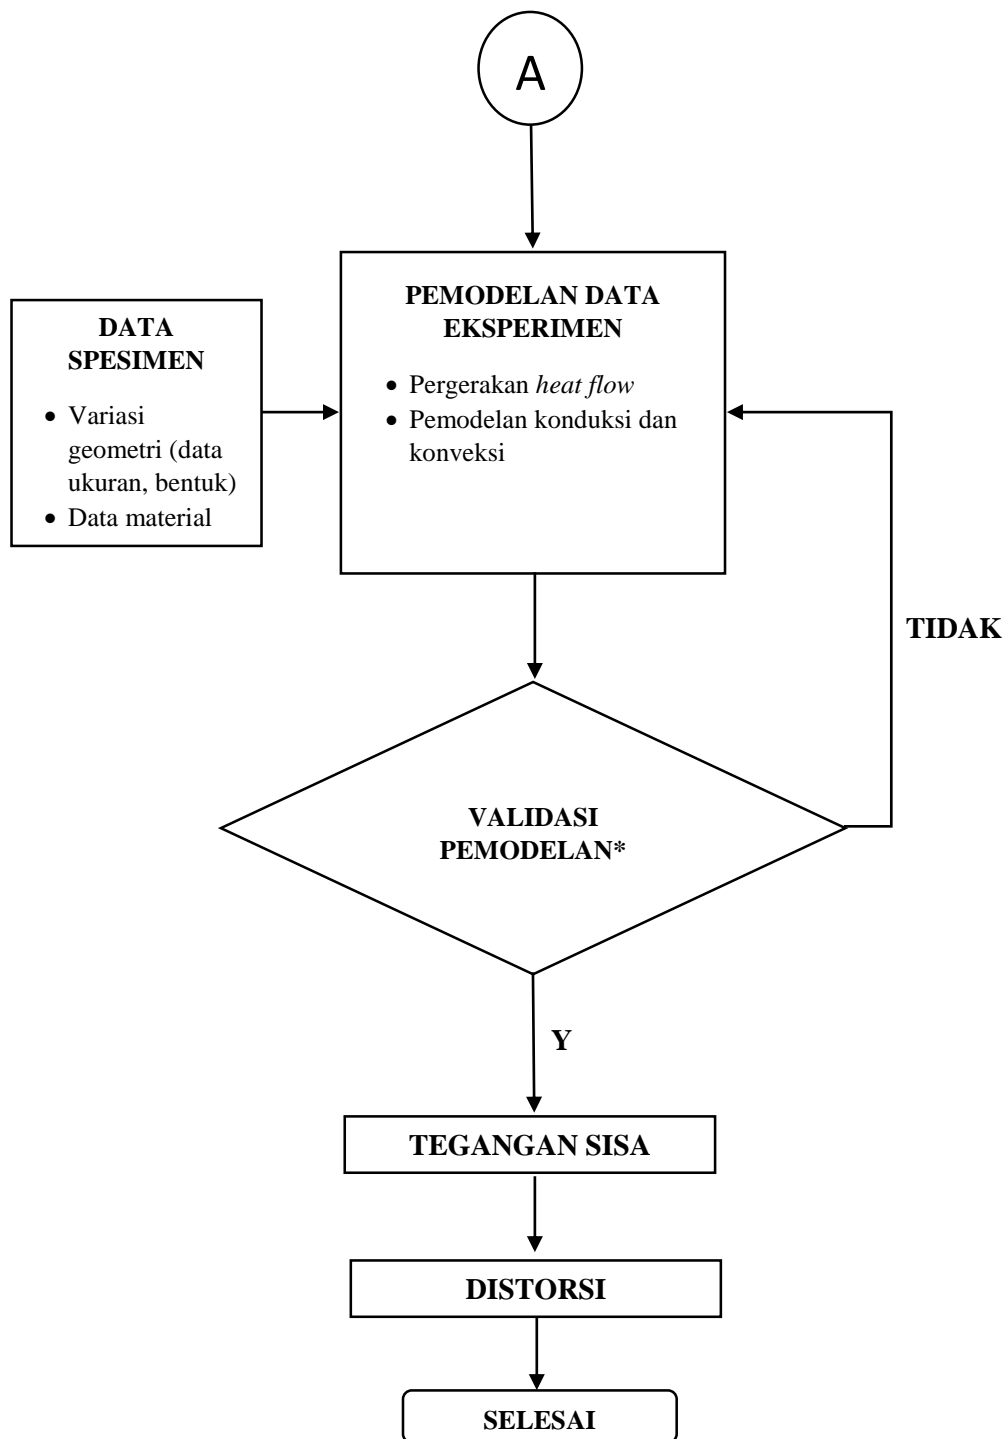 A
PEMODELAN DATA
EKSPERIMEN
• Pergerakan heat flow
• Pemodelan konduksi dan
konveksi
DATA
SPESIMEN
• Variasi
geometri (data
ukuran, bentuk)
• Data material
TIDAK
VALIDASI
PEMODELAN*
Y
TEGANGAN SISA
DISTORSI
SELESAI